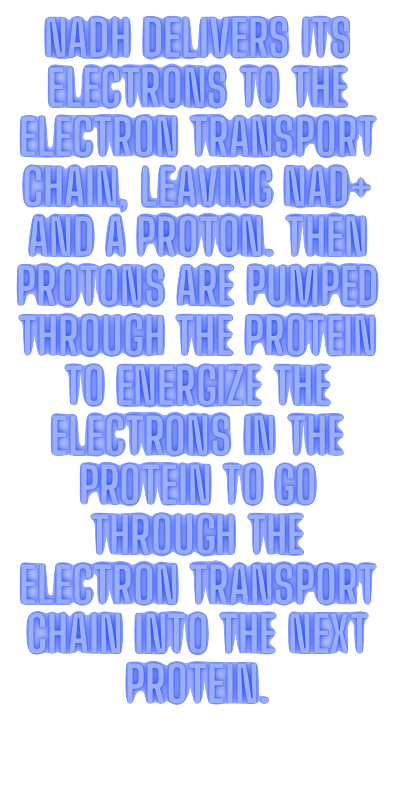 NADH DELIVERS ITS
ELECTRONS TO THE
ELECTRON TRANSPORT
CHAIN, LEAVING NAD+
AND A PROTON. THEN
PROTONS ARE PUMPED
THROUGH THE PROTEIN
TO ENERGIZE THE
ELECTRONS IN THE
PROTEIN TO GO
THROUGH THE
ELECTRON TRANSPORT
CHAIN INTO THE NEXT
PROTEIN.